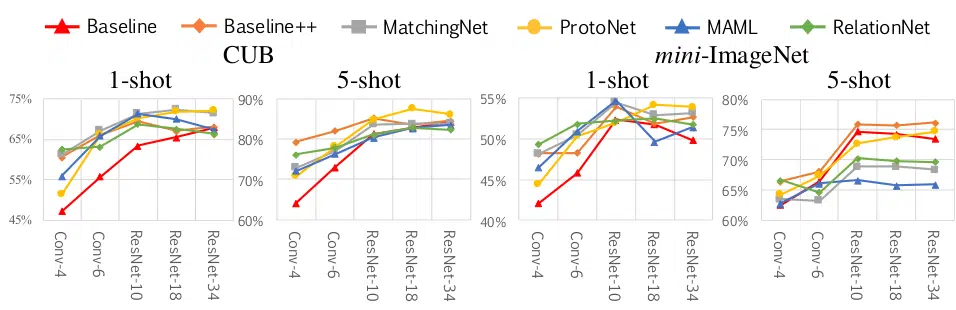 Baseline Baseline++ MatchingNet ProtoNet MAML RelationNet
CUB mini-ImageNet
1-shot 5-shot 1-shot 5-shot
75%
65%
55%
45%
Conv-4
Conv-6
ResNet-10
ResNet-18
ResNet-34
90%
80%
70%
60%
Conv-4
Conv-6
ResNet-10
ResNet-18
ResNet-34
55%
50%
45%
40%
Conv-4
Conv-6
ResNet-10
ResNet-18
ResNet-34
80%
75%
70%
65%
60%
Conv-4
Conv-6
ResNet-10
ResNet-18
ResNet-34